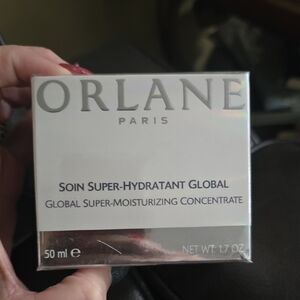 ORLANE
PARIS
SOIN SUPER-HYDRATANT GLOBAL
GLOBAL SUPER-MOISTURIZING CONCENTRATE
50 ml e NET WT. 1.7 OZ.